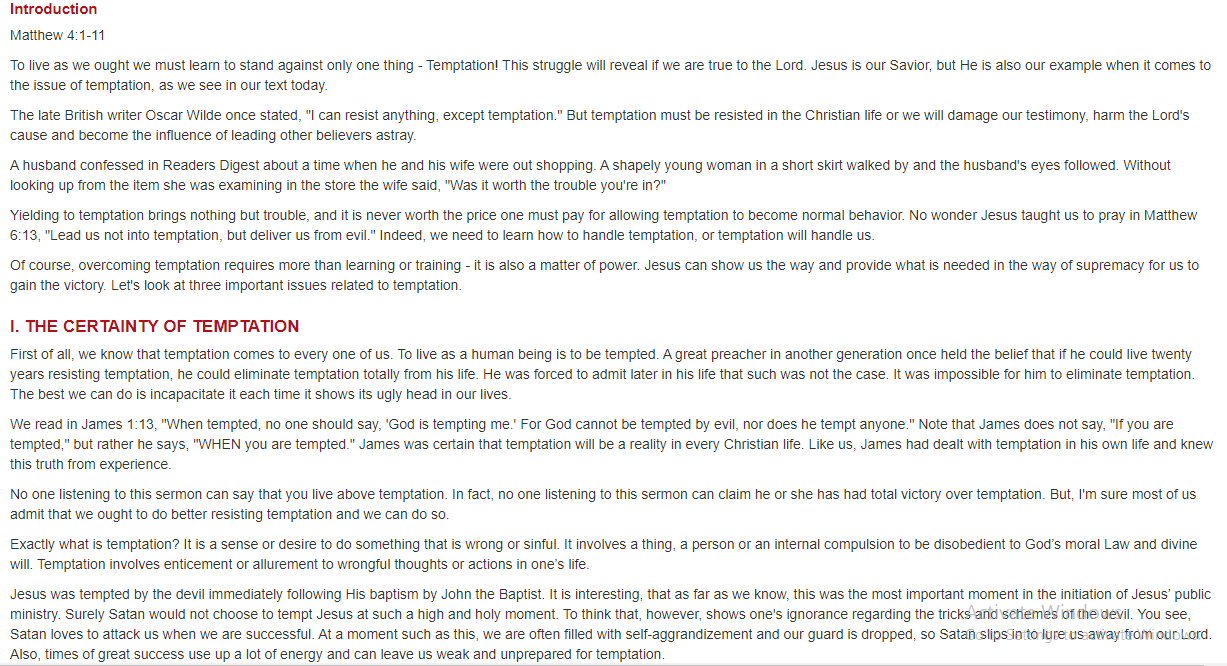 Introduction
Matthew 4:1-11
To live as we ought we must learn to stand against only one thing - Temptation! This struggle will reveal if we are true to the Lord. Jesus is our Savior, but He is also our example when it comes to
the issue of temptation, as we see in our text today.
The late British writer Oscar Wilde once stated, "I can resist anything, except temptation." But temptation must be resisted in the Christian life or we will damage our testimony, harm the Lord's
cause and become the influence of leading other believers astray.
A husband confessed in Readers Digest about a time when he and his wife were out shopping. A shapely young woman in a short skirt walked by and the husband's eyes followed. Without
looking up from the item she was examining in the store the wife said, "Was it worth the trouble you're in?"
Yielding to temptation brings nothing but trouble, and it is never worth the price one must pay for allowing temptation to become normal behavior. No wonder Jesus taught us to pray in Matthew
6:13, "Lead us not into temptation, but deliver us from evil." Indeed, we need to learn how to handle temptation, or temptation will handle us.
Of course, overcoming temptation requires more than learning or training - it is also a matter of power. Jesus can show us the way and provide what is needed in the way of supremacy for us to
gain the victory. Let's look at three important issues related to temptation.
I. THE CERTAINTY OF TEMPTATION
First of all, we know that temptation comes to every one of us. To live as a human being is to be tempted. A great preacher in another generation once held the belief that if he could live twenty
years resisting temptation, he could eliminate temptation totally from his life. He was forced to admit later in his life that such was not the case. It was impossible for him to eliminate temptation.
The best we can do is incapacitate it each time it shows its ugly head in our lives.
We read in James 1:13, "When tempted, no one should say, 'God is tempting me.' For God cannot be tempted by evil, nor does he tempt anyone." Note that James does not say, "If you are
tempted," but rather he says, "WHEN you are tempted." James was certain that temptation will be a reality in every Christian life. Like us, James had dealt with temptation in his own life and knew
this truth from experience.
No one listening to this sermon can say that you live above temptation. In fact, no one listening to this sermon can claim he or she has had total victory over temptation. But, I'm sure most of us
admit that we ought to do better resisting temptation and we can do so.
Exactly what is temptation? It is a sense or desire to do something that is wrong or sinful. It involves a thing, a person or an internal compulsion to be disobedient to God's moral Law and divine
will. Temptation involves enticement or allurement to wrongful thoughts or actions in one's life.
Jesus was tempted by the devil immediately following His baptism by John the Baptist. It is interesting, that as far as we know, this was the most important moment in the initiation of Jesus' public
ministry. Surely Satan would not choose to tempt Jesus at such a high and holy moment. To think that, however, shows one's ignorance regarding the tricks and schemes of the devil. You see,
Satan loves to attack us when we are successful. At a moment such as this, we are often filled with self-aggrandizement and our guard is dropped, so Satan slips in to lure us away from our Lord.
Also, times of great success use up a lot of energy and can leave us weak and unprepared for temptation.
Activate Windows